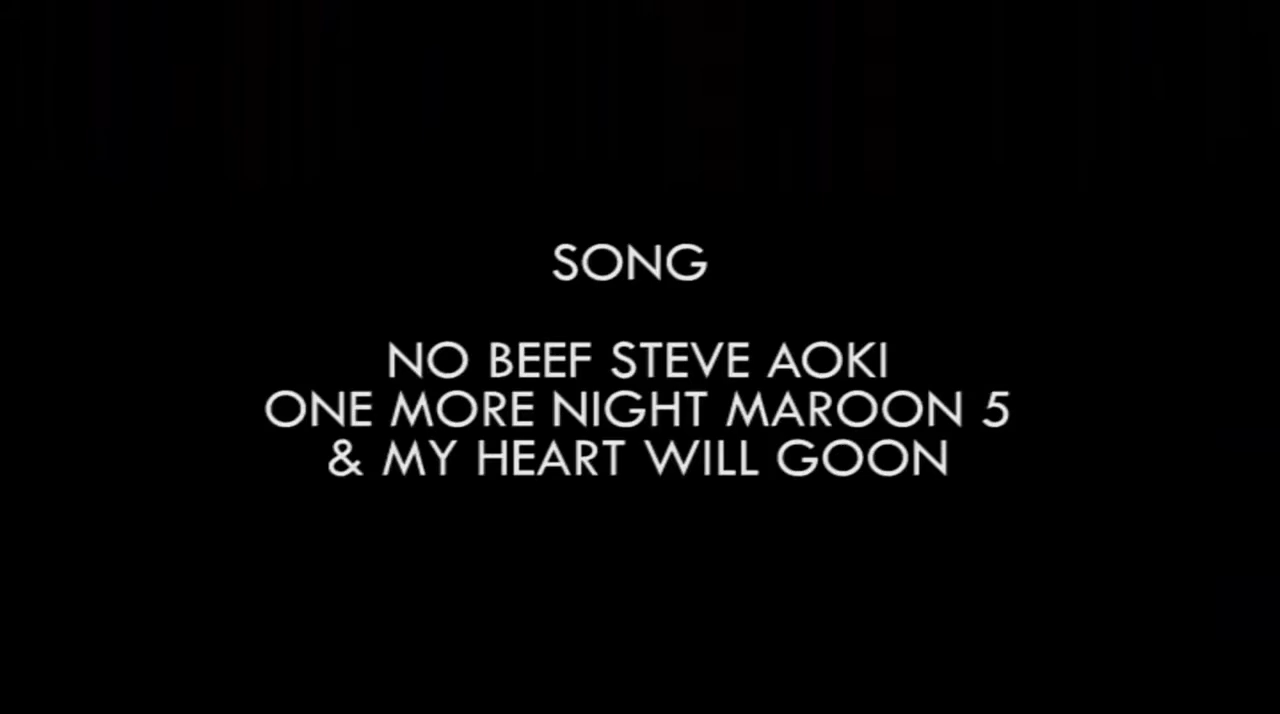 SONG
NO BEEF STEVE AOKI
ONE MORE NIGHT MAROON 5
& MY HEART WILL GOON